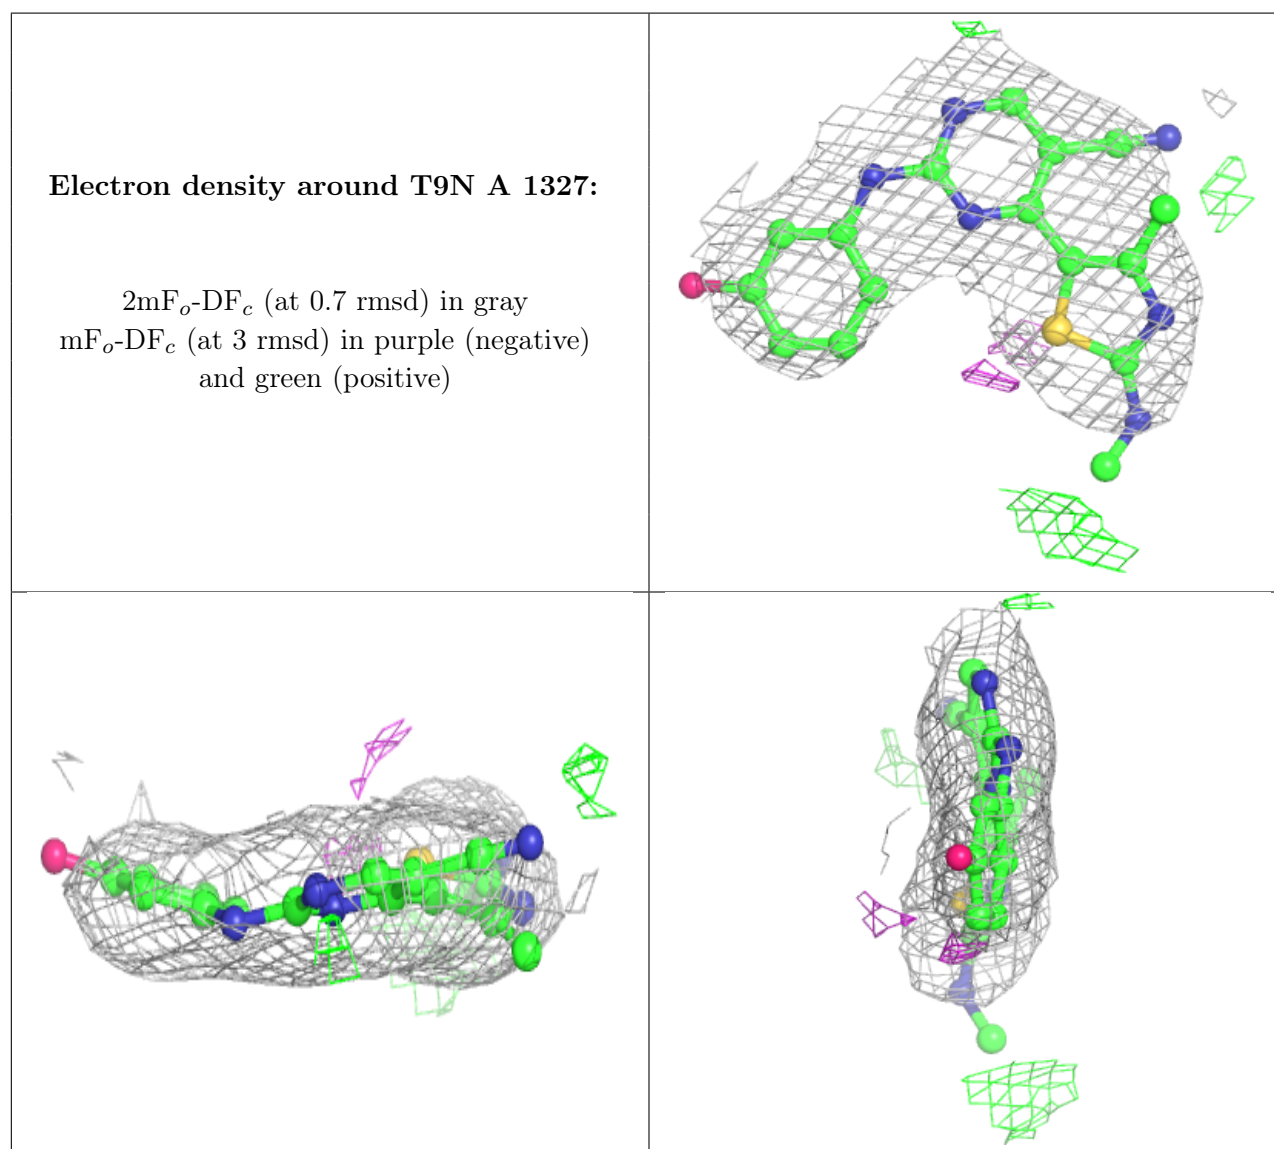 Electron density around T9N A 1327:
2mFo-DFc (at 0.7 rmsd) in gray
mFo-DFc (at 3 rmsd) in purple (negative)
and green (positive)